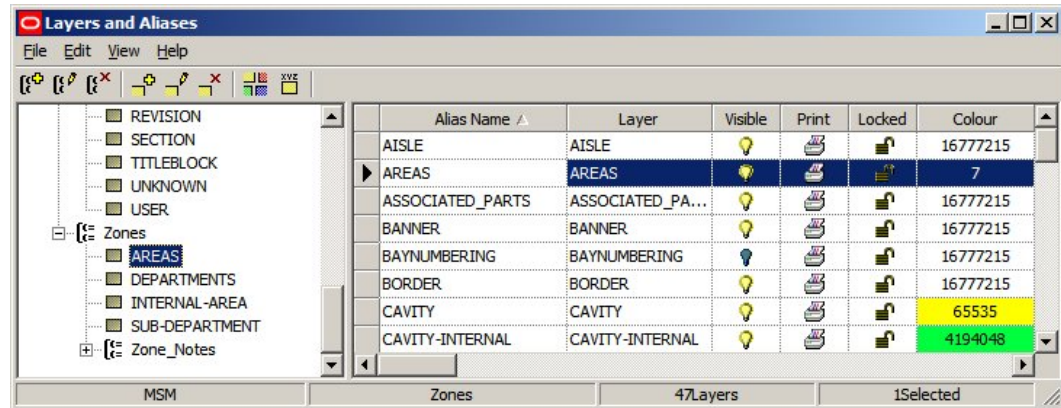 Layers and Aliases
File Edit View Help
XYZ
REVISION
SECTION
TITLEBLOCK
UNKNOWN
USER
Zones
AREAS
DEPARTMENTS
INTERNAL-AREA
SUB-DEPARTMENT
Zone_Notes
Alias Name Layer Visible Print Locked Colour
AISLE AISLE 16777215
AREAS AREAS 7
ASSOCIATED_PARTS ASSOCIATED_PA... 16777215
BANNER BANNER 16777215
BAYNUMBERING BAYNUMBERING 16777215
BORDER BORDER 16777215
CAVITY CAVITY 65535
CAVITY-INTERNAL CAVITY-INTERNAL 4194048
MSM Zones 47Layers 1Selected